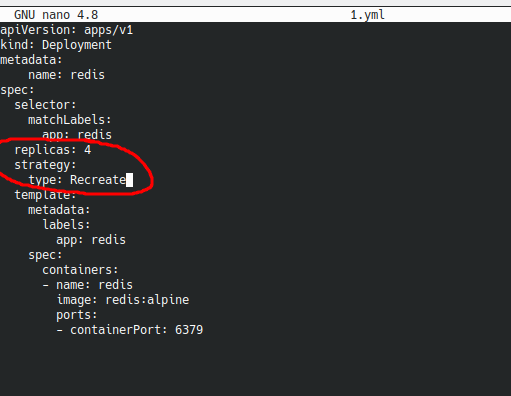 GNU nano 4.8 1.yml
apiVersion: apps/v1
kind: Deployment
metadata:
    name: redis
spec:
  selector:
    matchLabels:
      app: redis
  replicas: 4
  strategy:
    type: Recreate
  template:
    metadata:
      labels:
        app: redis
    spec:
      containers:
      - name: redis
        image: redis:alpine
        ports:
        - containerPort: 6379